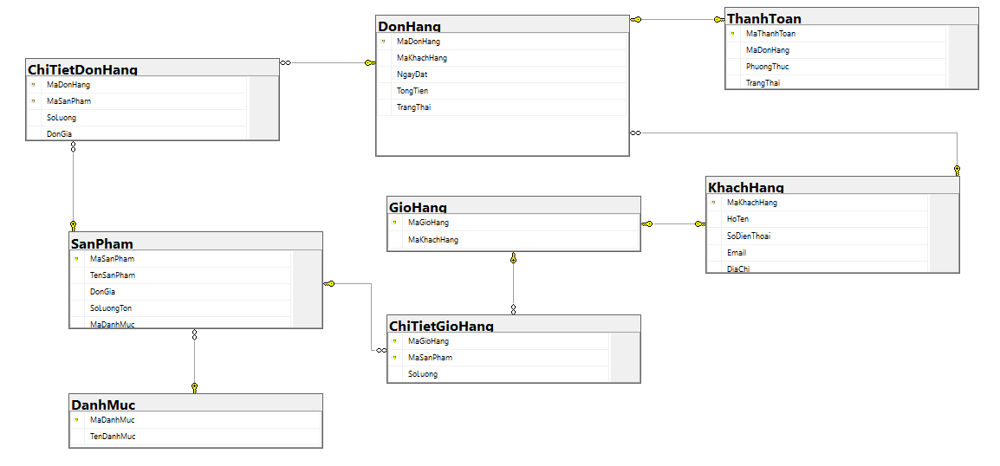 DonHang
MaDonHang
MaKhachHang
NgayDat
TongTien
TrangThai
ThanhToan
MaThanhToan
MaDonHang
PhuongThuc
TrangThai
ChiTietDonHang
MaDonHang
MaSanPham
SoLuong
DonGia
KhachHang
MaKhachHang
HoTen
SoDienThoai
Email
DiaChi
GioHang
MaGioHang
MaKhachHang
SanPham
MaSanPham
TenSanPham
DonGia
SoLuongTon
MaDanhMuc
ChiTietGioHang
MaGioHang
MaSanPham
SoLuong
DanhMuc
MaDanhMuc
TenDanhMuc